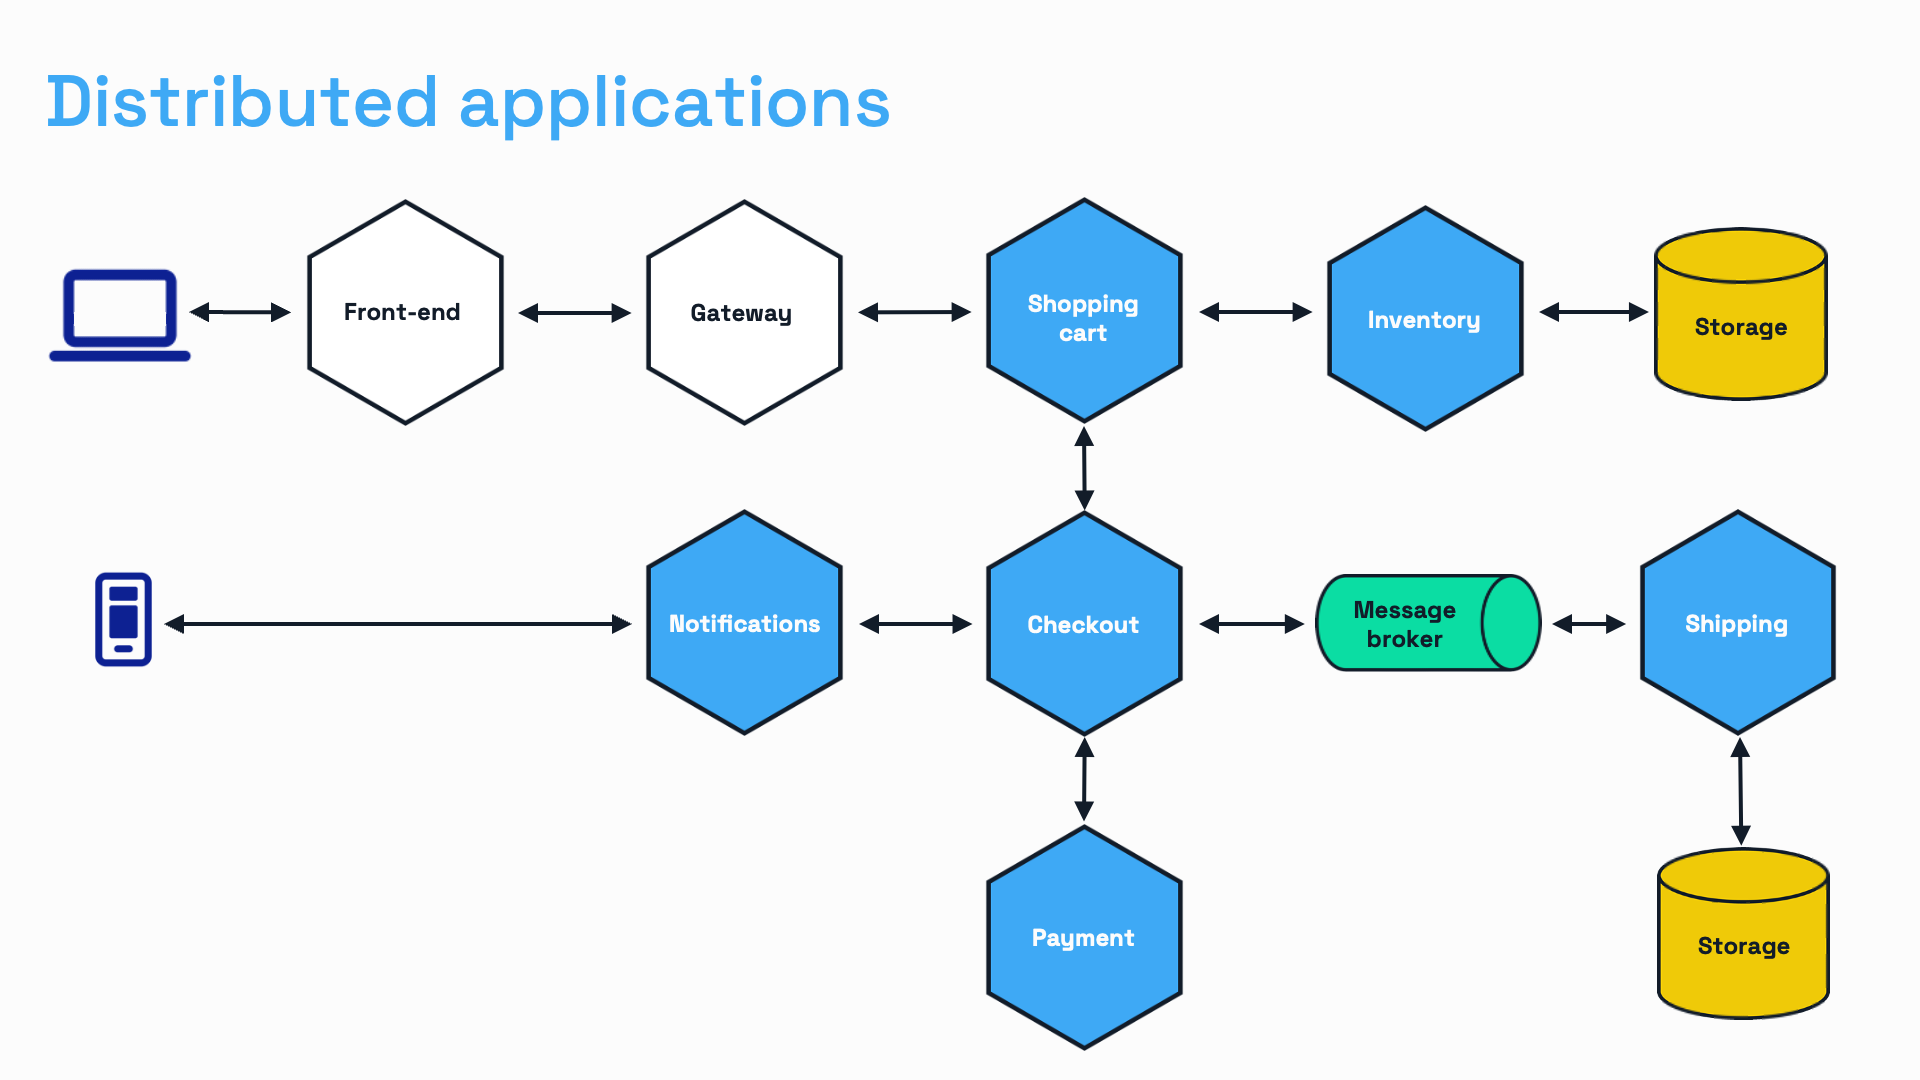 Distributed applications
Front-end
Gateway
Shopping
cart
Inventory
Storage
Notifications
Checkout
Message
broker
Shipping
Payment
Storage